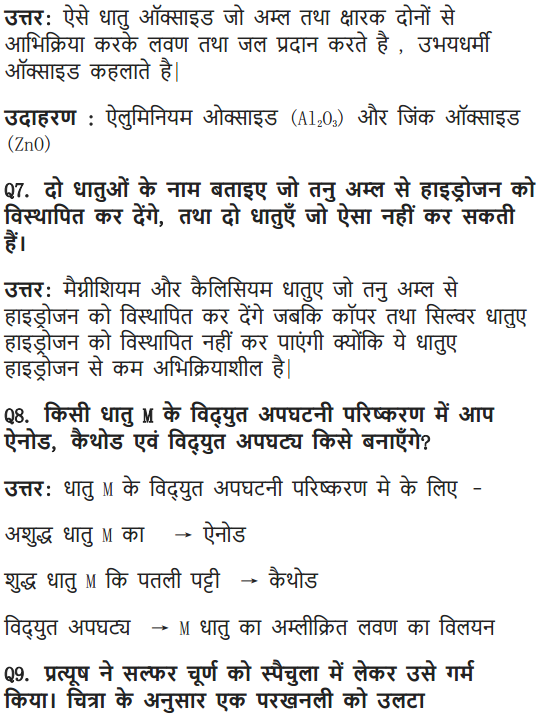 उत्तर: ऐसे धातु ऑक्साइड जो अम्ल तथा क्षारक दोनों से
आभिक्रिया करके लवण तथा जल प्रदान करते है , उभयधर्मी
ऑक्साइड कहलाते है|
उदाहरण : ऐलुमिनियम ओक्साइड (Al₂O₃) और जिंक ऑक्साइड
(ZnO)
Q7. दो धातुओं के नाम बताइए जो तनु अम्ल से हाइड्रोजन को
विस्थापित कर देंगे, तथा दो धातुएँ जो ऐसा नहीं कर सकती
हैं।
उत्तर: मैग्नीशियम और कैलिसियम धातुए जो तनु अम्ल से
हाइड्रोजन को विस्थापित कर देंगे जबकि कॉपर तथा सिल्वर धातुए
हाइड्रोजन को विस्थापित नहीं कर पाएंगी क्योंकि ये धातुए
हाइड्रोजन से कम अभिक्रियाशील है|
Q8. किसी धातु M के विद्युत अपघटनी परिष्करण में आप
ऐनोड, कैथोड एवं विद्युत अपघट्य किसे बनाएँगे?
उत्तर: धातु M के विद्युत अपघटनी परिष्करण मे के लिए -
अशुद्ध धातु M का → ऐनोड
शुद्ध धातु M कि पतली पट्टी → कैथोड
विद्युत अपघट्य → M धातु का अम्लीक्रित लवण का विलयन
Q9. प्रत्यूष ने सल्फर चूर्ण को स्पैचुला में लेकर उसे गर्म
किया। चित्रा के अनुसार एक परखनली को उलटा